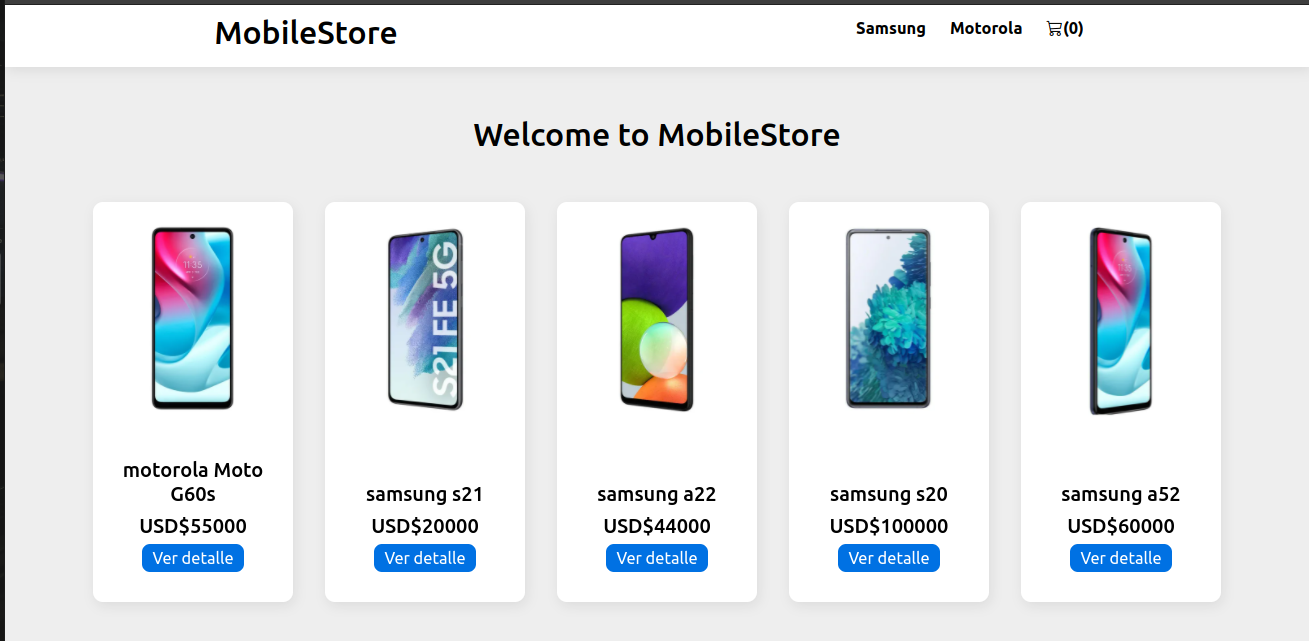 MobileStore
Samsung Motorola (0)
Welcome to MobileStore
11:35
S21 FE 5G
motorola Moto
G60s
USD$55000
Ver detalle
samsung s21
USD$20000
Ver detalle
samsung a22
USD$44000
Ver detalle
samsung s20
USD$100000
Ver detalle
samsung a52
USD$60000
Ver detalle